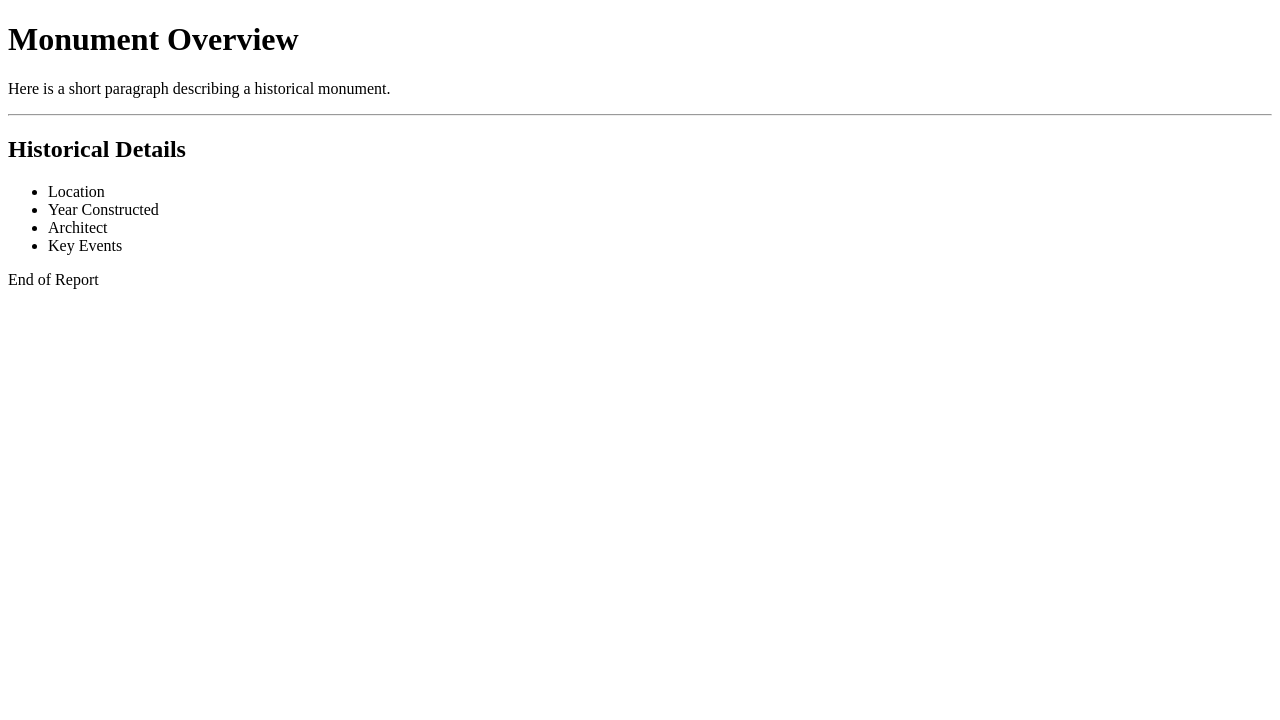 Monument Overview
Here is a short paragraph describing a historical monument.
Historical Details
Location
Year Constructed
Architect
Key Events
End of Report